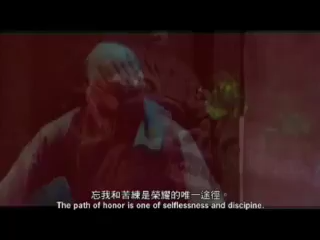 忘我和苦練是榮耀的唯一途徑。
The path of honor is one of selflessness and discipine.